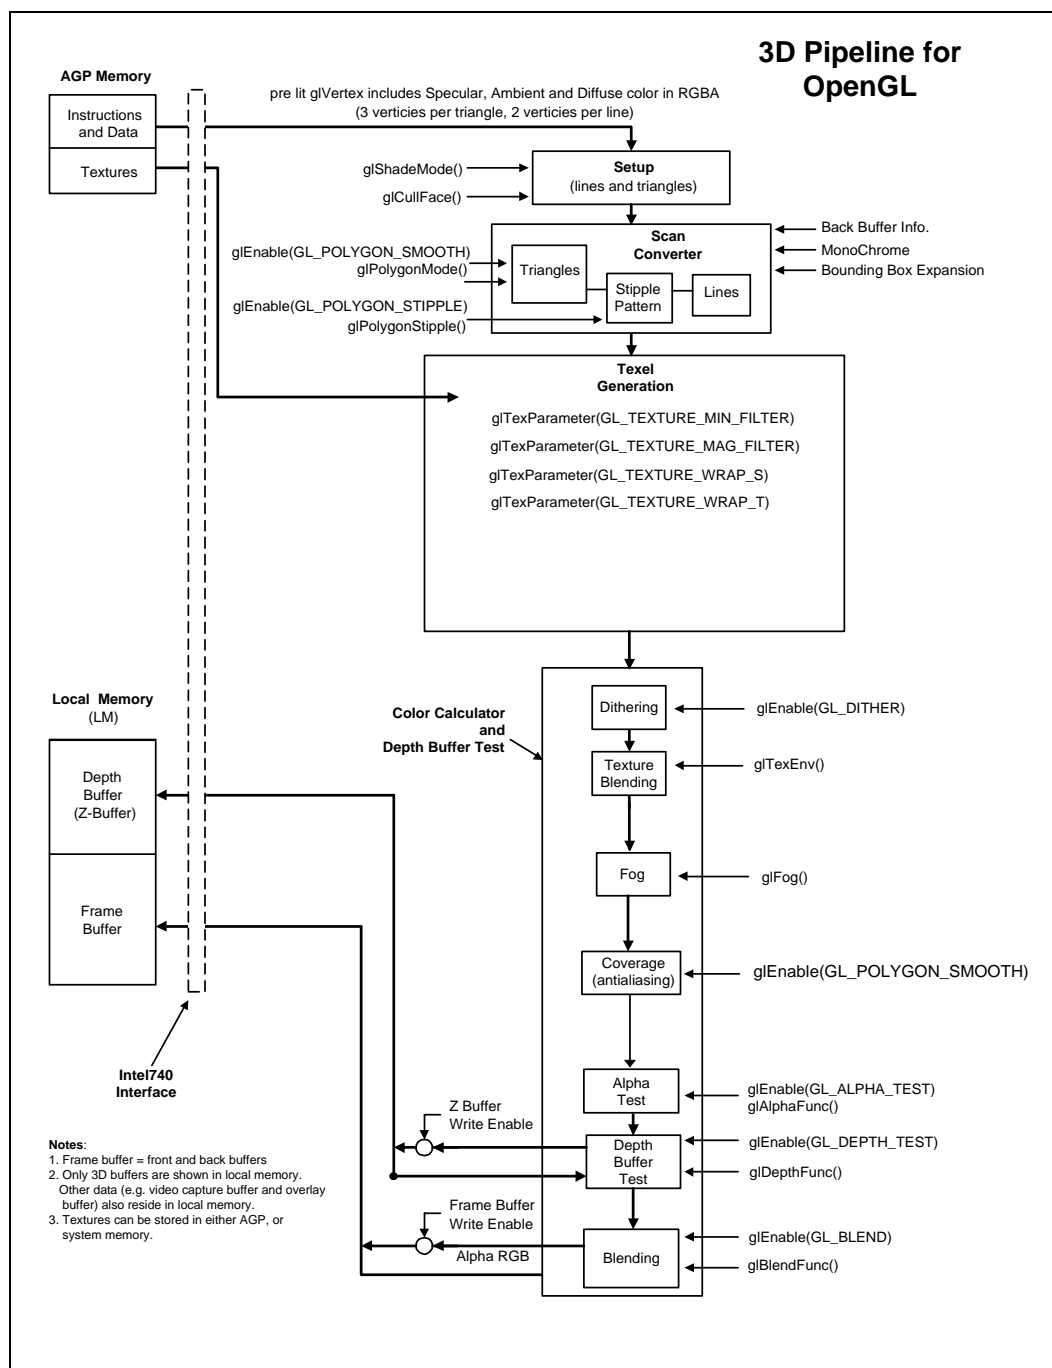 3D Pipeline for
OpenGL
AGP Memory
Instructions
and Data
Textures
pre lit glVertex includes Specular, Ambient and Diffuse color in RGBA
(3 verticies per triangle, 2 verticies per line)
glShadeMode()
glCullFace()
Setup
(lines and triangles)
Scan
Converter
Back Buffer Info.
MonoChrome
Bounding Box Expansion
glEnable(GL_POLYGON_SMOOTH)
glPolygonMode()
glEnable(GL_POLYGON_STIPPLE)
glPolygonStipple()
Triangles
Stipple
Pattern
Lines
Texel
Generation
glTexParameter(GL_TEXTURE_MIN_FILTER)
glTexParameter(GL_TEXTURE_MAG_FILTER)
glTexParameter(GL_TEXTURE_WRAP_S)
glTexParameter(GL_TEXTURE_WRAP_T)
Local Memory
(LM)
Depth
Buffer
(Z-Buffer)
Frame
Buffer
Color Calculator
and
Depth Buffer Test
Dithering
glEnable(GL_DITHER)
Texture
Blending
glTexEnv()
Fog
glFog()
Coverage
(antialiasing)
glEnable(GL_POLYGON_SMOOTH)
Intel740
Interface
Alpha
Test
glEnable(GL_ALPHA_TEST)
glAlphaFunc()
Z Buffer
Write Enable
Depth
Buffer
Test
glEnable(GL_DEPTH_TEST)
glDepthFunc()
Frame Buffer
Write Enable
Alpha RGB
Blending
glEnable(GL_BLEND)
glBlendFunc()
Notes:
1. Frame buffer = front and back buffers
2. Only 3D buffers are shown in local memory.
Other data (e.g. video capture buffer and overlay
buffer) also reside in local memory.
3. Textures can be stored in either AGP, or
system memory.